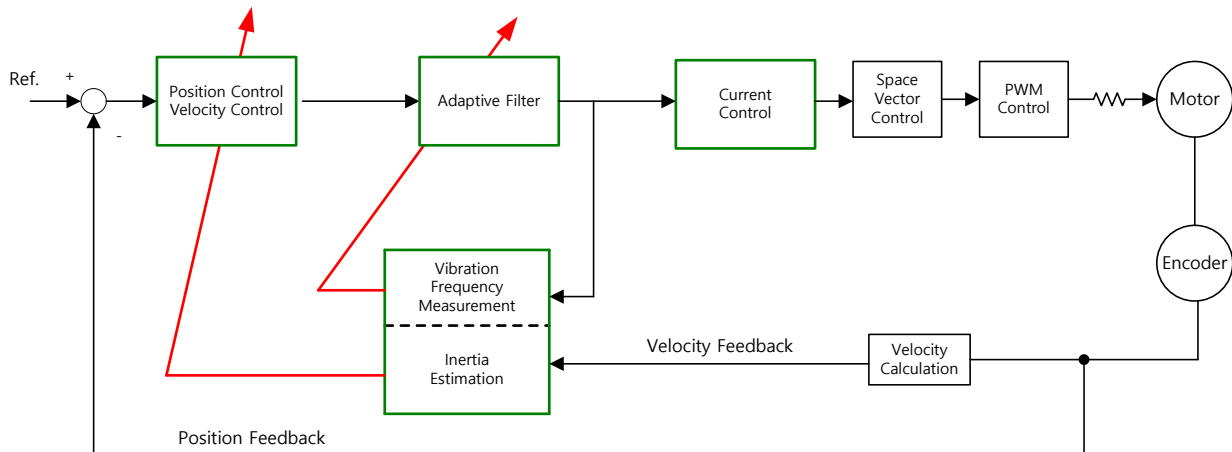 Ref.
+
-
Position Control
Velocity Control
Adaptive Filter
Current
Control
Space
Vector
Control
PWM
Control
Motor
Encoder
Vibration
Frequency
Measurement
Inertia
Estimation
Velocity Feedback
Velocity
Calculation
Position Feedback